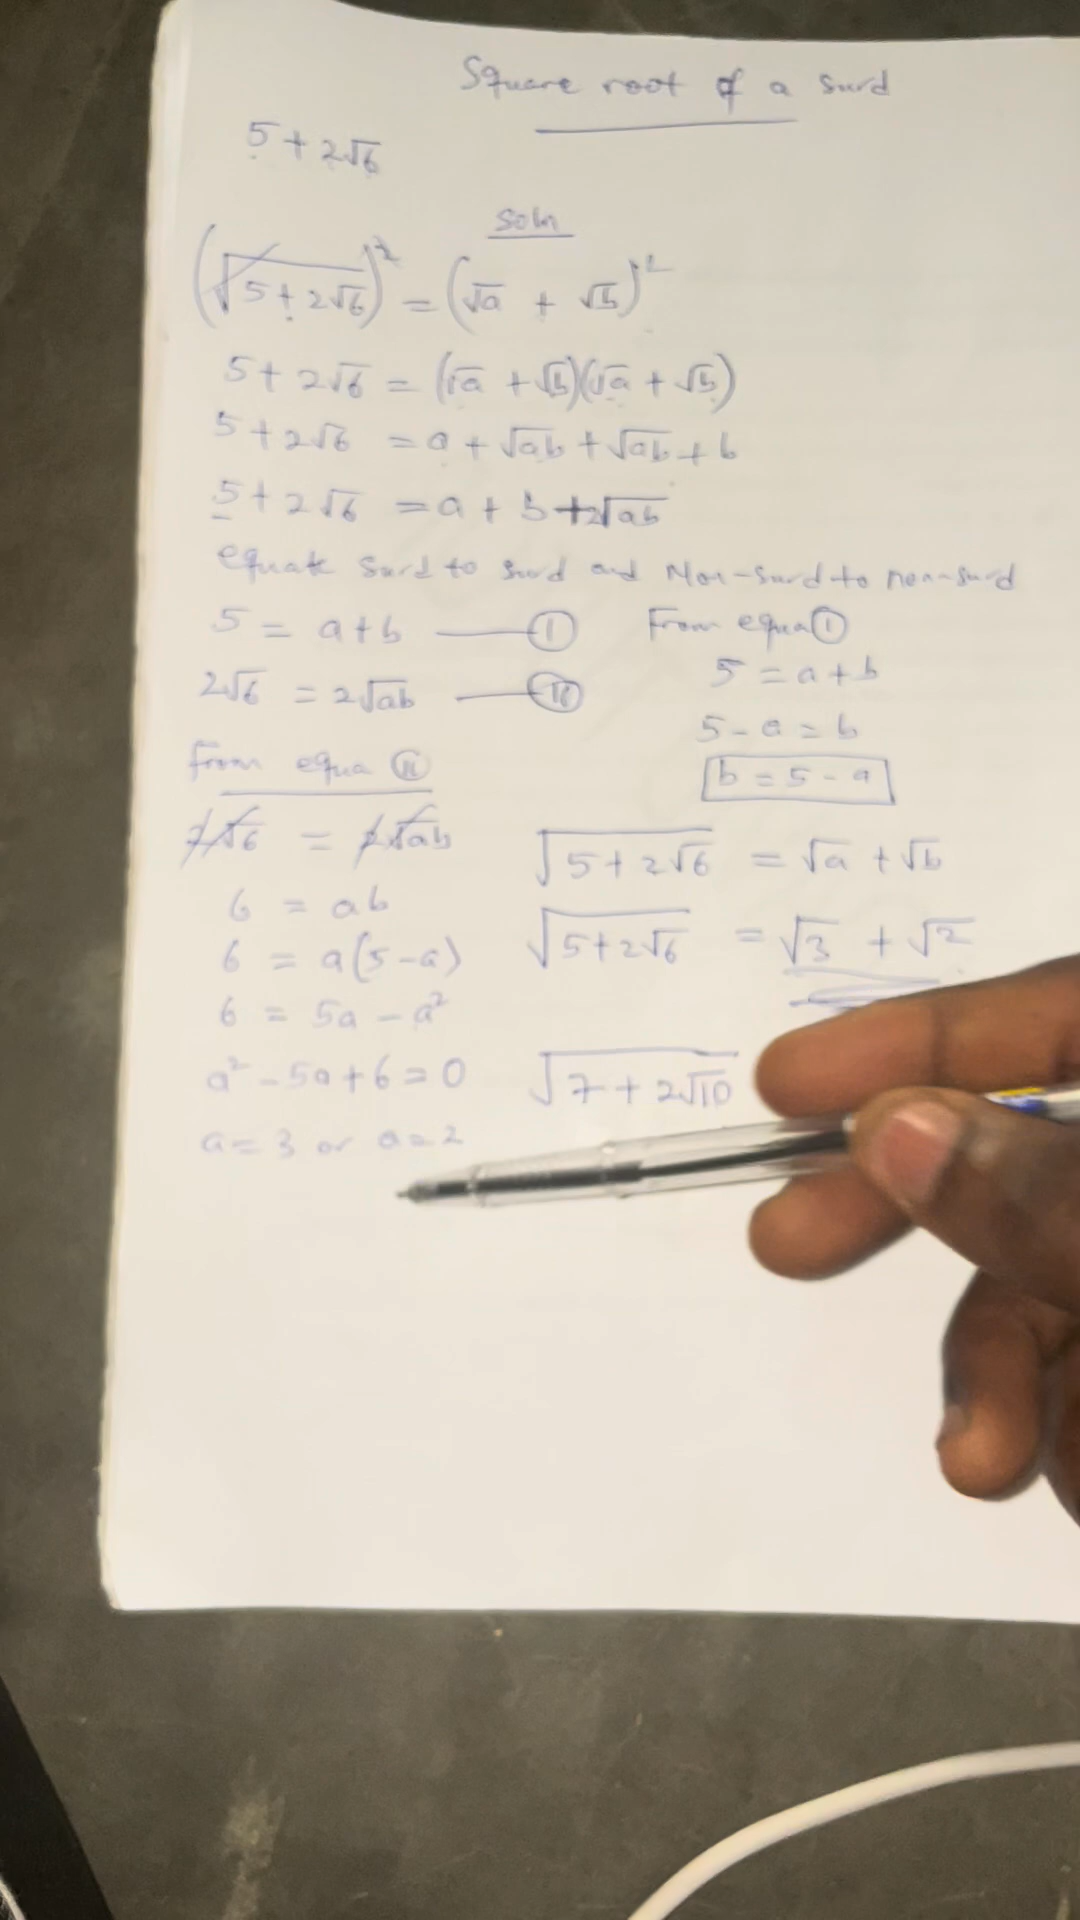 Square root of a surd
5 + 2√6
soln
(√(5 + 2√6))² = (√a + √b)²
5 + 2√6 = (√a + √b)(√a + √b)
5 + 2√6 = a + √ab + √ab + b
5 + 2√6 = a + b + 2√ab
equate surd to surd and Non-surd to non-surd
5 = a + b —— (i)
2√6 = 2√ab —— (ii)
from equa (ii)
2√6 = 2√ab
6 = ab
6 = a(5 - a)
6 = 5a - a²
a² - 5a + 6 = 0
a = 3 or a = 2
From equa (i)
5 = a + b
5 - a = b
b = 5 - a
√(5 + 2√6) = √a + √b
√(5 + 2√6) = √3 + √2
√(7 + 2√10)